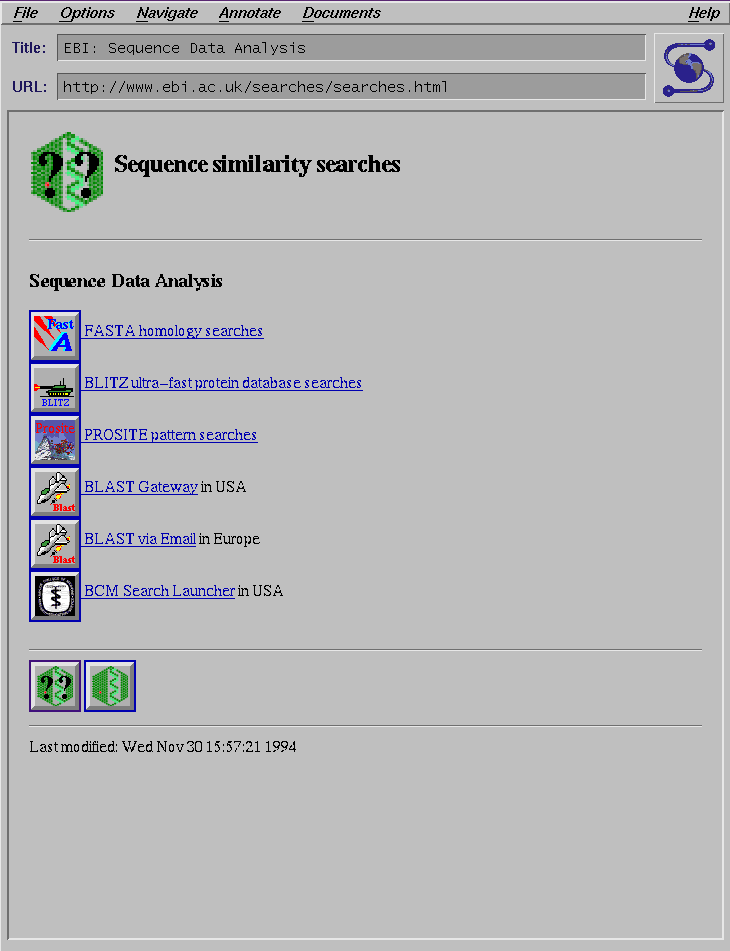 File Options Navigate Annotate Documents Help
Title: EBI: Sequence Data Analysis
URL: http://www.ebi.ac.uk/searches/searches.html
? ? Sequence similarity searches
Sequence Data Analysis
Fast A FASTA homology searches
BLITZ BLITZ ultra-fast protein database searches
Prosite PROSITE pattern searches
Blast BLAST Gateway in USA
Blast BLAST via Email in Europe
BCM Search Launcher in USA
? ?
Last modified: Wed Nov 30 15:57:21 1994